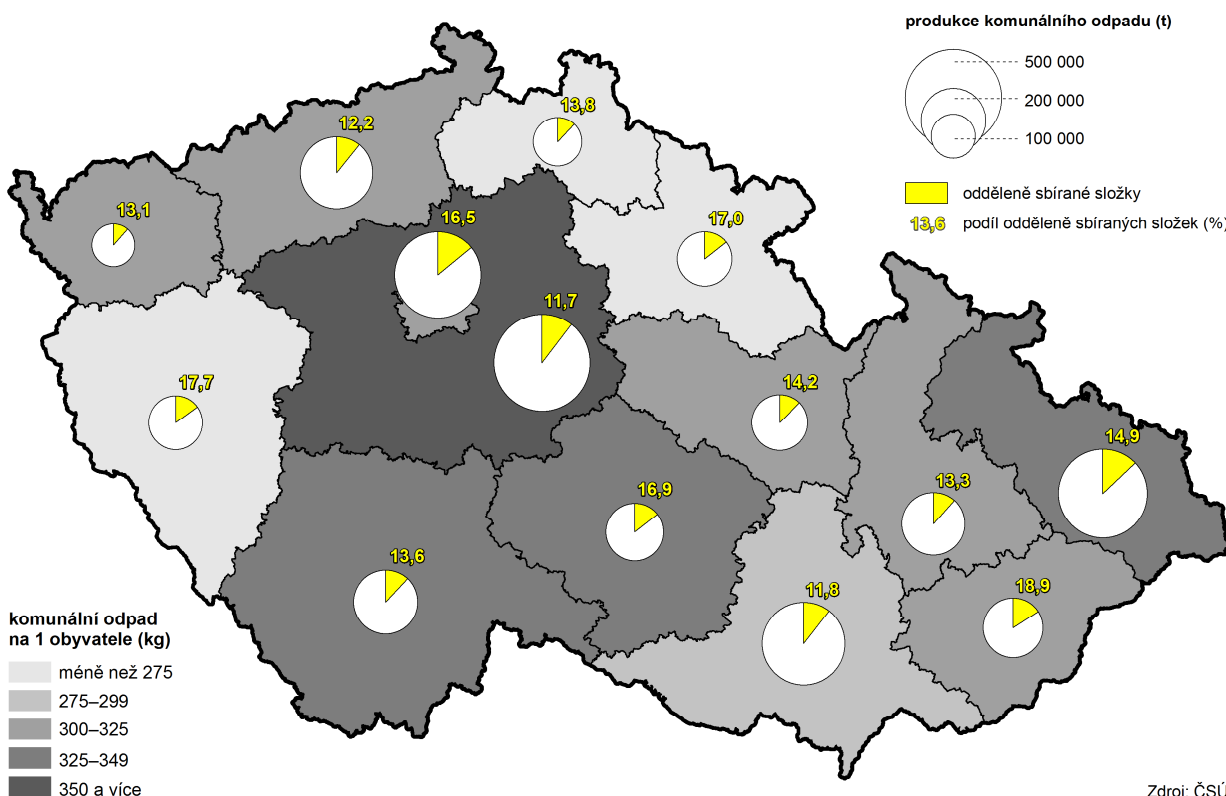 produkce komunálního odpadu (t)
500 000
200 000
100 000
odděleně sbírané složky
13,6 podíl odděleně sbíraných složek (%)
13,8
12,2
13,1
16,5
17,0
11,7
17,7
14,2
14,9
16,9
13,3
13,6
11,8
18,9
komunální odpad
na 1 obyvatele (kg)
méně než 275
275–299
300–325
325–349
350 a více
Zdroj: ČSÚ